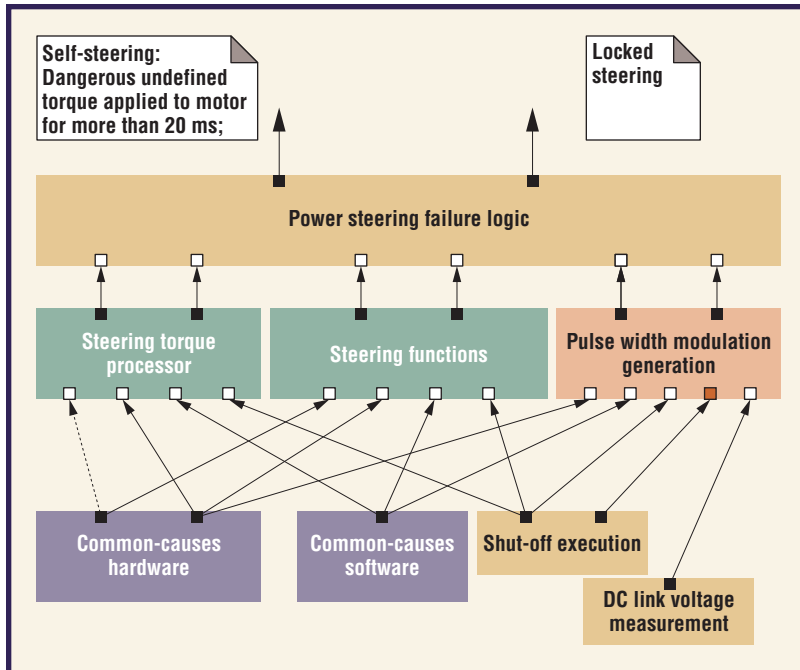 Self-steering:
Dangerous undefined
torque applied to motor
for more than 20 ms;
Locked
steering
Power steering failure logic
Steering torque
processor
Steering functions
Pulse width modulation
generation
Common-causes
hardware
Common-causes
software
Shut-off execution
DC link voltage
measurement